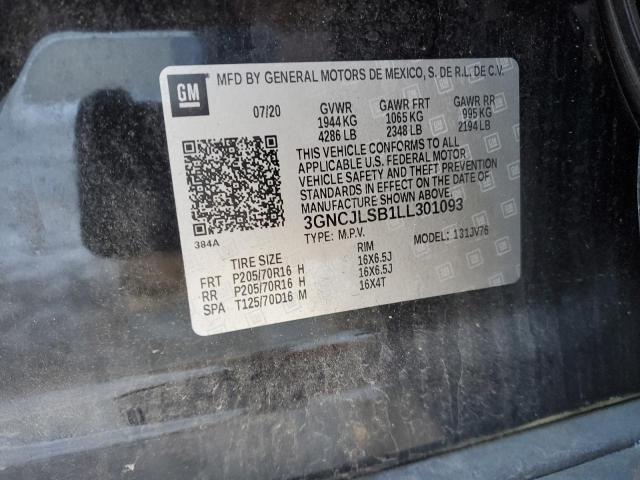 GM
MFD BY GENERAL MOTORS DE MEXICO, S. DE R.L. DE C.V.
07/20 GVWR GAWR FRT GAWR RR
1944 KG 1065 KG 995 KG
4286 LB 2348 LB 2194 LB
THIS VEHICLE CONFORMS TO ALL
APPLICABLE U.S. FEDERAL MOTOR
VEHICLE SAFETY AND THEFT PREVENTION
STANDARDS IN EFFECT ON THE DATE OF
MANUFACTURE SHOWN ABOVE.
3GNCJLSB1LL301093
384A
TYPE: M.P.V. MODEL: 1S1JV76
TIRE SIZE RIM
FRT P205/70R16 H 16X6.5J
RR P205/70R16 H 16X6.5J
SPA T125/70D16 M 16X4T